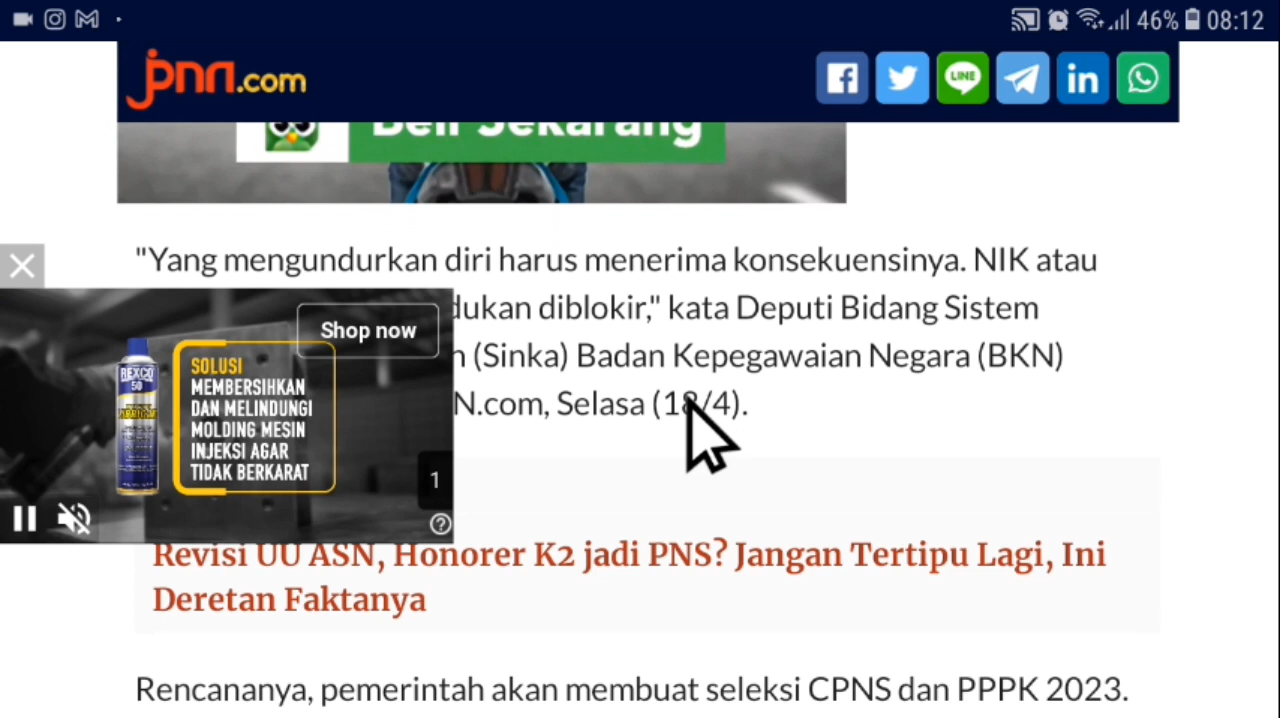 46% 08:12
jpnn.com
LINE
in
Beli Sekarang
"Yang mengundurkan diri harus menerima konsekuensinya. NIK atau
dukan diblokir," kata Deputi Bidang Sistem
n (Sinka) Badan Kepegawaian Negara (BKN)
N.com, Selasa (18/4).
Shop now
REXCO
50
SOLUSI
MEMBERSIHKAN
DAN MELINDUNGI
MOLDING MESIN
INJEKSI AGAR
TIDAK BERKARAT
1
Revisi UU ASN, Honorer K2 jadi PNS? Jangan Tertipu Lagi, Ini
Deretan Faktanya
Rencananya, pemerintah akan membuat seleksi CPNS dan PPPK 2023.